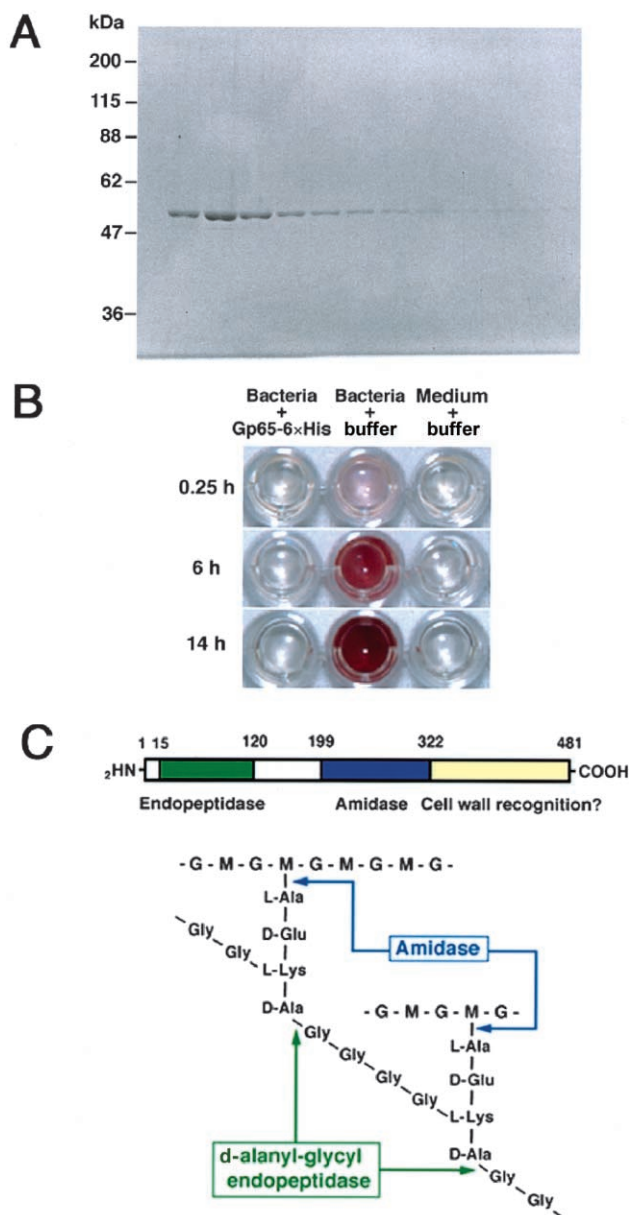 A
kDa
200
115
88
62
47
36
B
Bacteria Bacteria Medium
+ + +
Gp65-6×His buffer buffer
0.25 h
6 h
14 h
C
1 15 120 199 322 481
2HN COOH
Endopeptidase Amidase Cell wall recognition?
- G - M - G - M - G - M - G - M - G -
L-Ala
D-Glu
Gly Gly L-Lys
D-Ala
Amidase
- G - M - G - M - G -
Gly Gly Gly Gly Gly
L-Ala
D-Glu
L-Lys
D-Ala
Gly Gly
d-alanyl-glycyl
endopeptidase